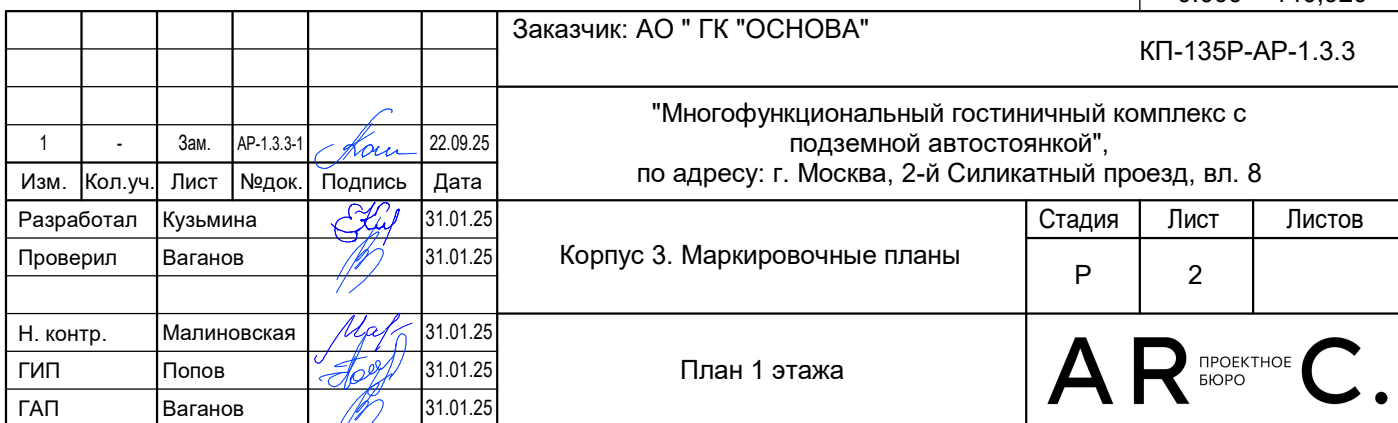 Заказчик: АО " ГК "ОСНОВА"
КП-135Р-АР-1.3.3
"Многофункциональный гостиничный комплекс с
подземной автостоянкой",
по адресу: г. Москва, 2-й Силикатный проезд, вл. 8
1 - Зам. АР-1.3.3-1 22.09.25
Изм. Кол.уч. Лист №док. Подпись Дата
Разработал Кузьмина 31.01.25
Проверил Ваганов 31.01.25
Н. контр. Малиновская 31.01.25
ГИП Попов 31.01.25
ГАП Ваганов 31.01.25
Корпус 3. Маркировочные планы
Стадия Лист Листов
Р 2
План 1 этажа
AR ПРОЕКТНОЕ
БЮРО C.